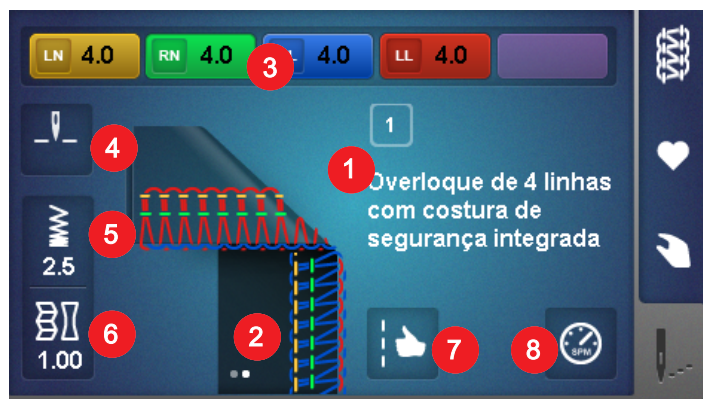 LN 4.0 RN 4.0 L 4.0 LL 4.0
3
1
4
1
Overloque de 4 linhas
com costura de
segurança integrada
5
2.5
6
1.00
2
7
8
SPM